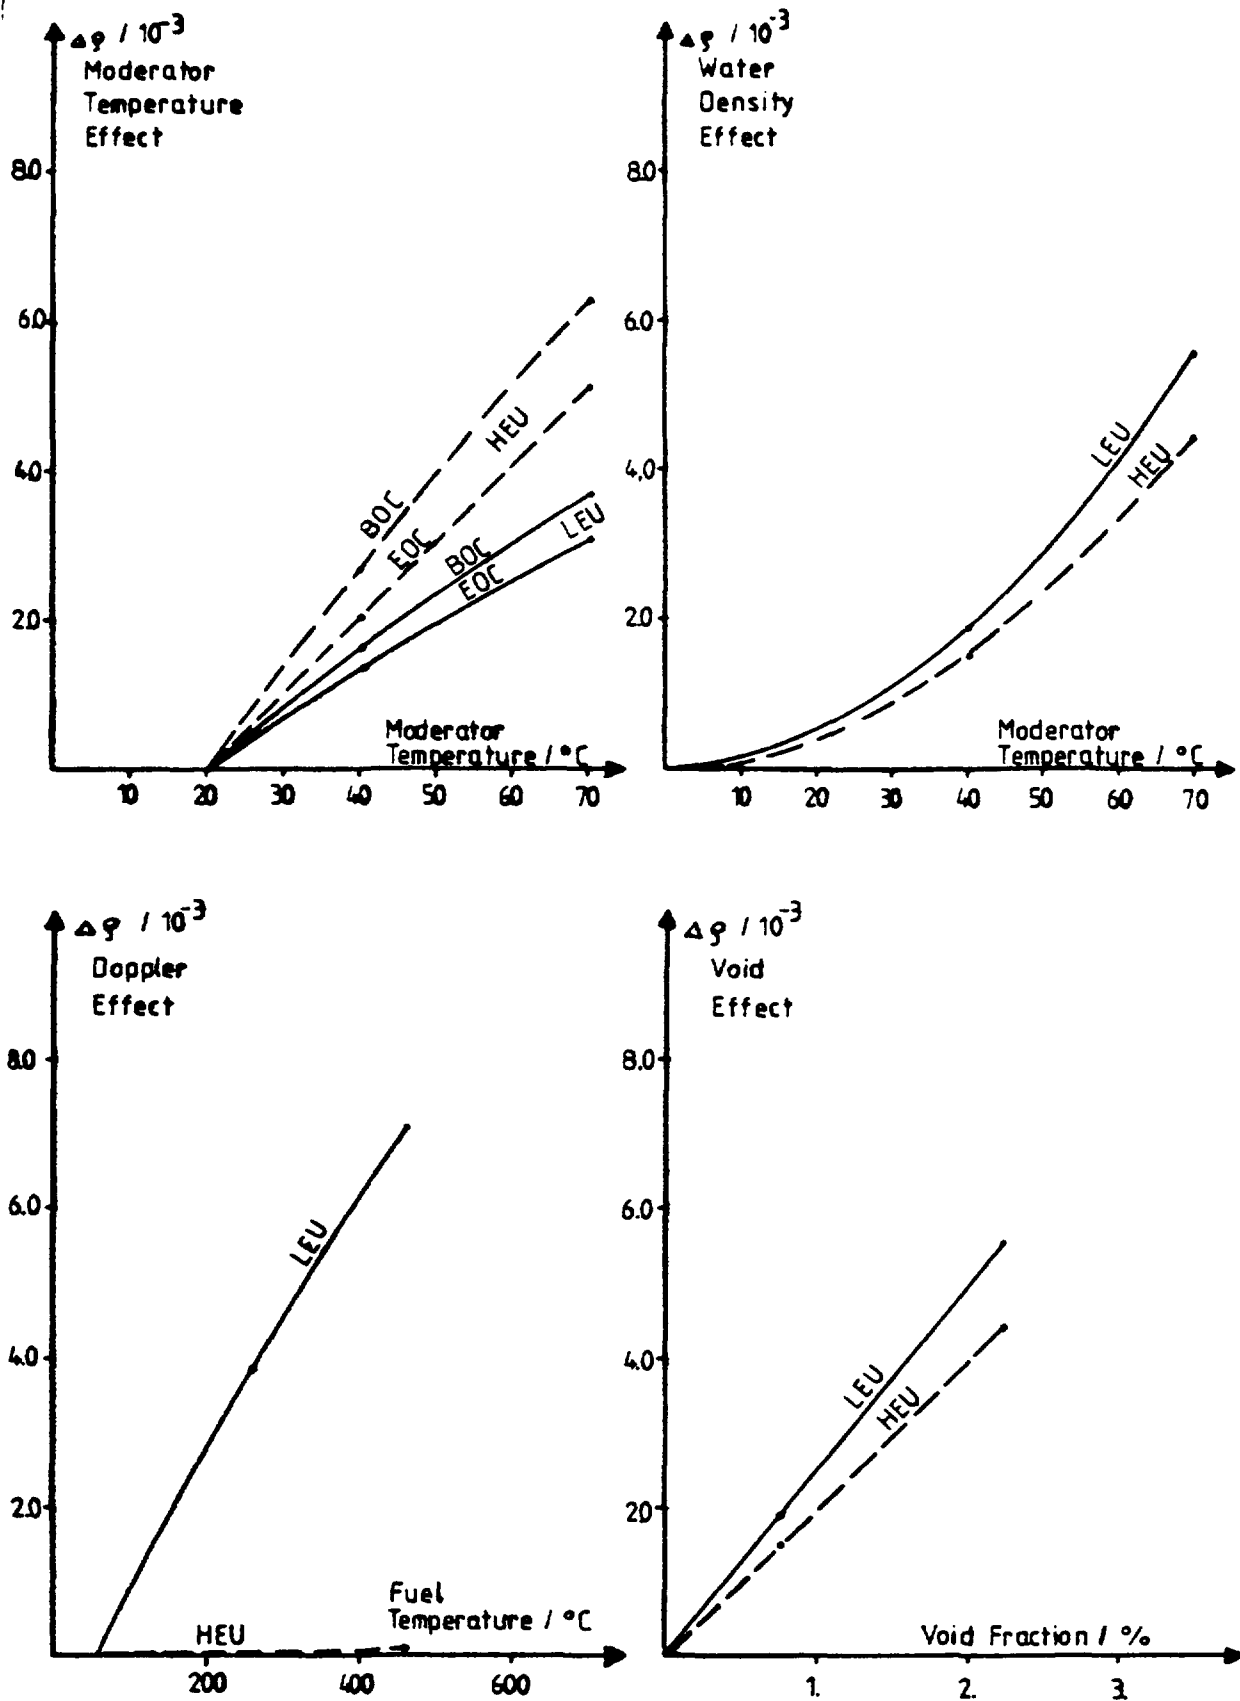 Δρ / 10⁻³
Moderator
Temperature
Effect
8.0
6.0
4.0
2.0
BOC
EOC
HEU
BOC
EOC
LEU
Moderator
Temperature / °C
10 20 30 40 50 60 70
Δρ / 10⁻³
Water
Density
Effect
8.0
6.0
4.0
2.0
LEU
HEU
Moderator
Temperature / °C
10 20 30 40 50 60 70
Δρ / 10⁻³
Doppler
Effect
8.0
6.0
4.0
2.0
LEU
HEU
Fuel
Temperature / °C
200 400 600
Δρ / 10⁻³
Void
Effect
8.0
6.0
4.0
20
LEU
HEU
Void Fraction / %
1. 2. 3.